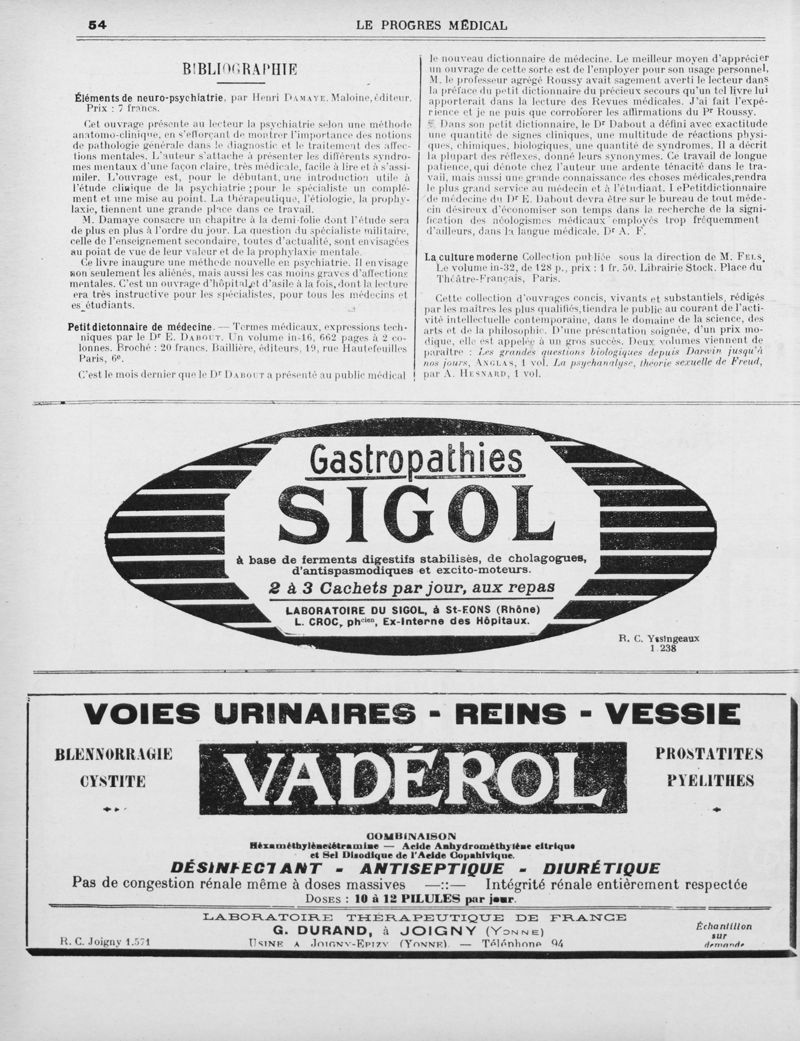 54
LE PROGRES MÉDICAL
BIBLIOGRAPHIE
Éléments de neuro-psychiatrie, par Henri DAMAYE. Maloine, éditeur.
Prix : 7 francs.
Cet ouvrage présente au lecteur la psychiatrie selon une méthode
anatomo-clinique, en s'efforçant de montrer l'importance des notions
de pathologie générale dans le diagnostic et le traitement des affec-
tions mentales. L'auteur s'attache à présenter les différents syndro-
mes mentaux d'une façon claire, très médicale, facile à lire et à s'assi-
miler. L'ouvrage est, pour le débutant, une introduction utile à
l'étude clinique de la psychiatrie ; pour le spécialiste un complé-
ment et une mise au point. La thérapeutique, l'étiologie, la prophy-
laxie, tiennent une grande place dans ce travail.
M. Damaye consacre un chapitre à la demi-folie dont l'étude sera
de plus en plus à l'ordre du jour. La question du spécialiste militaire,
celle de l'enseignement secondaire, toutes d'actualité, sont envisagées
au point de vue de leur valeur et de la prophylaxie mentale.
Ce livre inaugure une méthode nouvelle en psychiatrie. Il envisage
non seulement les aliénés, mais aussi les cas moins graves d'affections
mentales. C'est un ouvrage d'hôpital et d'asile à la fois, dont la lecture
era très instructive pour les spécialistes, pour tous les médecins et
es étudiants.
Petit dictonnaire de médecine. — Termes médicaux, expressions tech-
niques par le Dr E. DABOUT. Un volume in-16, 662 pages à 2 co-
lonnes. Broché : 20 francs. Baillière, éditeurs, 19, rue Hautefeuilles
Paris, 6e.
C'est le mois dernier que le Dr DABOUT a présenté au public médical
le nouveau dictionnaire de médecine. Le meilleur moyen d'apprécier
un ouvrage de cette sorte est de l'employer pour son usage personnel.
M. le professeur agrégé Roussy avait sagement averti le lecteur dans
la préface du petit dictionnaire du précieux secours qu'un tel livre lui
apporterait dans la lecture des Revues médicales. J'ai fait l'expé-
rience et je ne puis que corroborer les affirmations du Pr Roussy.
Dans son petit dictionnaire, le Dr Dabout a défini avec exactitude
une quantité de signes cliniques, une multitude de réactions physi-
ques, chimiques, biologiques, une quantité de syndromes. Il a décrit
la plupart des réflexes, donné leurs synonymes. Ce travail de longue
patience, qui dénote chez l'auteur une ardente ténacité dans le tra-
vail, mais aussi une grande connaissance des choses médicales, rendra
le plus grand service au médecin et à l'étudiant. Le Petit dictionnaire
de médecine du Dr E. Dabout devra être sur le bureau de tout méde-
cin désireux d'économiser son temps dans la recherche de la signi-
fication des néologismes médicaux employés trop fréquemment
d'ailleurs, dans la langue médicale. Dr A. F.
La culture moderne Collection publiée sous la direction de M. FELS.
Le volume in-32, de 128 p., prix : 1 fr. 50. Librairie Stock. Place du
Théâtre-Français, Paris.
Cette collection d'ouvrages concis, vivants et substantiels, rédigés
par les maîtres les plus qualifiés, tiendra le public au courant de l'acti-
vité intellectuelle contemporaine, dans le domaine de la science, des
arts et de la philosophie. D'une présentation soignée, d'un prix mo-
dique, elle est appelée à un gros succès. Deux volumes viennent de
paraître : Les grandes questions biologiques depuis Darwin jusqu'à
nos jours, ANGLAS, 1 vol. La psychanalyse, théorie sexuelle de Freud,
par A. HESNARD, 1 vol.
Gastropathies
SIGOL
à base de ferments digestifs stabilisés, de cholagogues,
d'antispasmodiques et excito-moteurs.
2 à 3 Cachets par jour, aux repas
LABORATOIRE DU SIGOL, à St-FONS (Rhône)
L. CROC, phcien, Ex-Interne des Hôpitaux.
R. C. Yssingeaux
1.238
VOIES URINAIRES - REINS - VESSIE
BLENNORRAGIE
CYSTITE
VADÉROL
PROSTATITES
PYELITHES
COMBINAISON
Héxaméthylènetétramine — Acide Anhydrométhylène citrique
et Sel Disodique de l'Acide Copahivique.
DÉSINFECTANT - ANTISEPTIQUE - DIURÉTIQUE
Pas de congestion rénale même à doses massives —::— Intégrité rénale entièrement respectée
DOSES : 10 à 12 PILULES par jour.
LABORATOIRE THÉRAPEUTIQUE DE FRANCE
G. DURAND, à JOIGNY (YONNE)
USINE A JOIGNY-EPIZY (YONNE). — Téléphone 94
R. C. Joigny 1.571
Échantillon
sur
demande